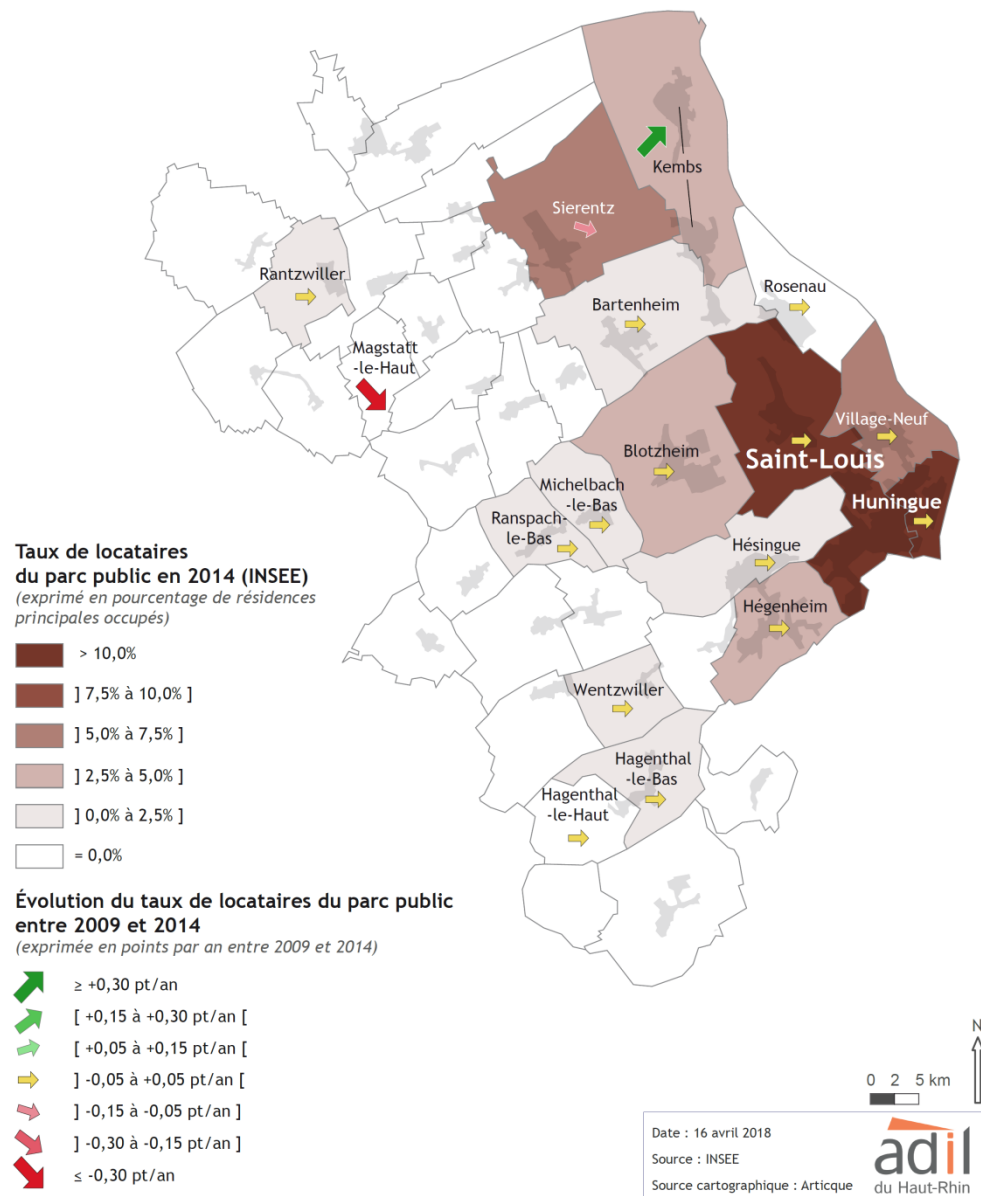 Kembs
Sierentz
Rantzwiller
Rosenau
Bartenheim
Magstatt
-le-Haut
Village-Neuf
Blotzheim
Saint-Louis
Michelbach
-le-Bas
Huningue
Ranspach-
le-Bas
Hésingue
Hégenheim
Wentzwiller
Hagenthal
-le-Bas
Hagenthal
-le-Haut
Taux de locataires
du parc public en 2014 (INSEE)
(exprimé en pourcentage de résidences
principales occupés)
> 10,0%
] 7,5% à 10,0% ]
] 5,0% à 7,5% ]
] 2,5% à 5,0% ]
] 0,0% à 2,5% ]
= 0,0%
Évolution du taux de locataires du parc public
entre 2009 et 2014
(exprimée en points par an entre 2009 et 2014)
≥ +0,30 pt/an
[ +0,15 à +0,30 pt/an [
[ +0,05 à +0,15 pt/an [
] -0,05 à +0,05 pt/an [
] -0,15 à -0,05 pt/an ]
] -0,30 à -0,15 pt/an ]
≤ -0,30 pt/an
N
0 2 5 km
Date : 16 avril 2018
Source : INSEE
Source cartographique : Articque
adil
du Haut-Rhin